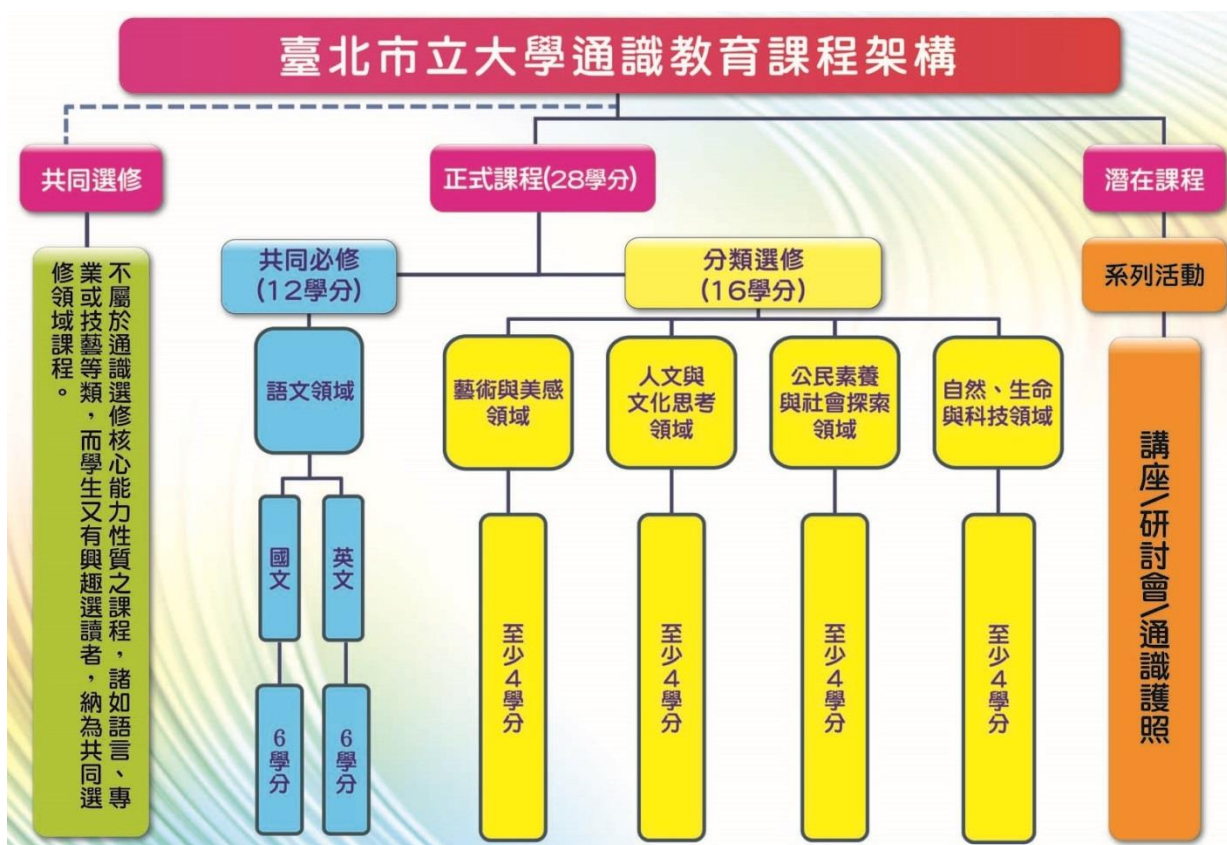 臺北市立大學通識教育課程架構
共同選修
正式課程(28學分)
潛在課程
不屬於通識選修核心能力性質之課程，諸如語言、專
業或技藝等類，而學生又有興趣選讀者，納為共同選
修領域課程。
共同必修
(12學分)
分類選修
(16學分)
系列活動
語文領域
藝術與美感
領域
人文與
文化思考
領域
公民素養
與社會探索
領域
自然、生命
與科技領域
國文
英文
6學分
6學分
至少4學分
至少4學分
至少4學分
至少4學分
講座/研討會/通識護照